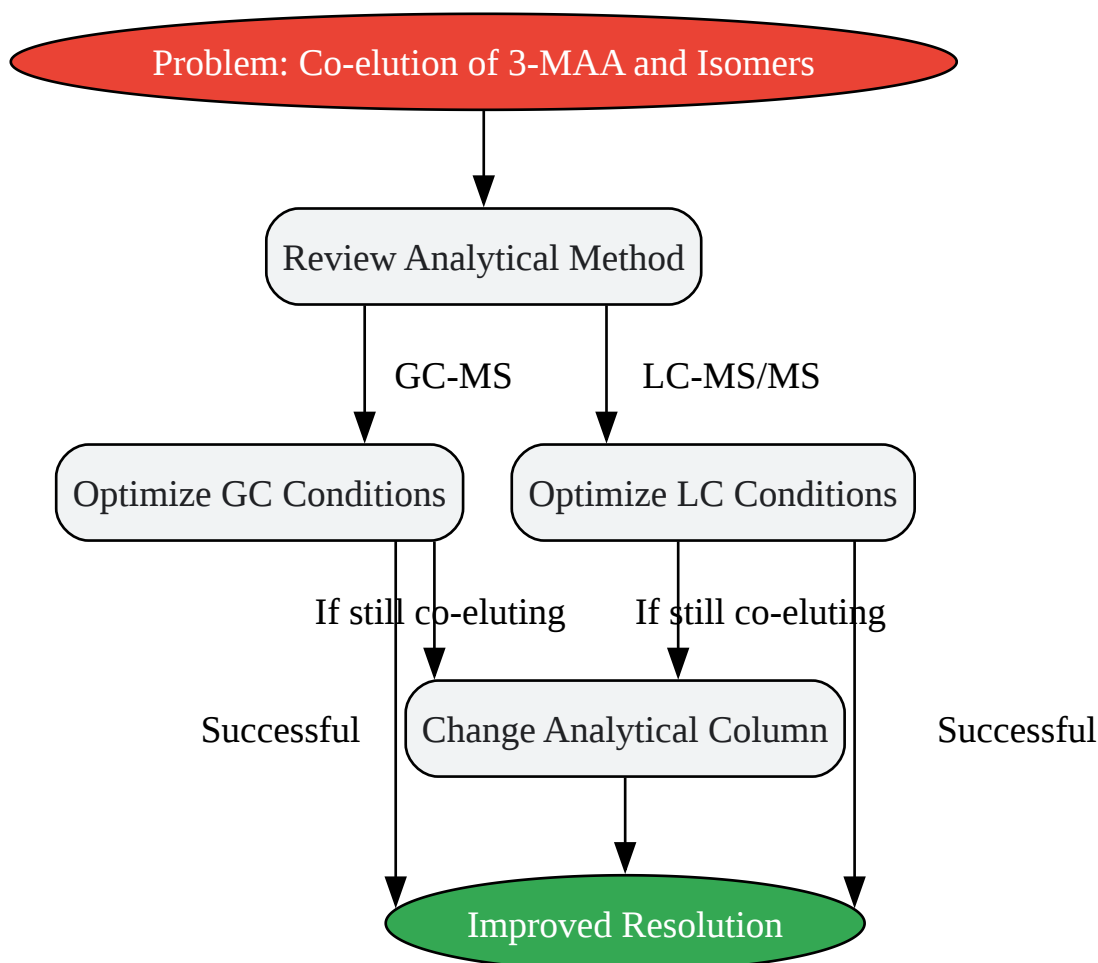 Problem: Co-elution of 3-MAA and Isomers
Review Analytical Method
GC-MS
LC-MS/MS
Optimize GC Conditions
Optimize LC Conditions
If still co-eluting
If still co-eluting
Successful
Change Analytical Column
Successful
Improved Resolution